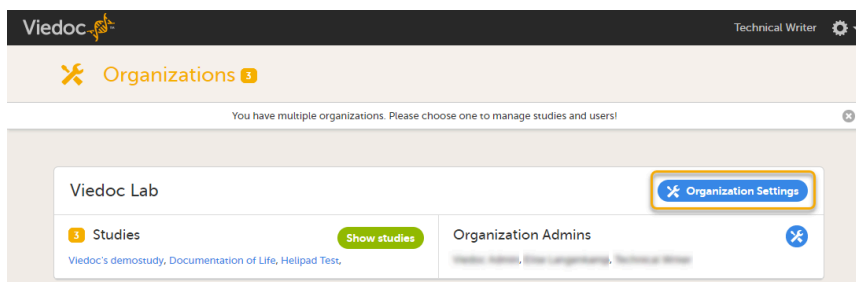 Viedoc
Technical Writer
Organizations 3
You have multiple organizations. Please choose one to manage studies and users!
Viedoc Lab
Organization Settings
3 Studies
Show studies
Viedoc's demostudy, Documentation of Life, Helipad Test,
Organization Admins